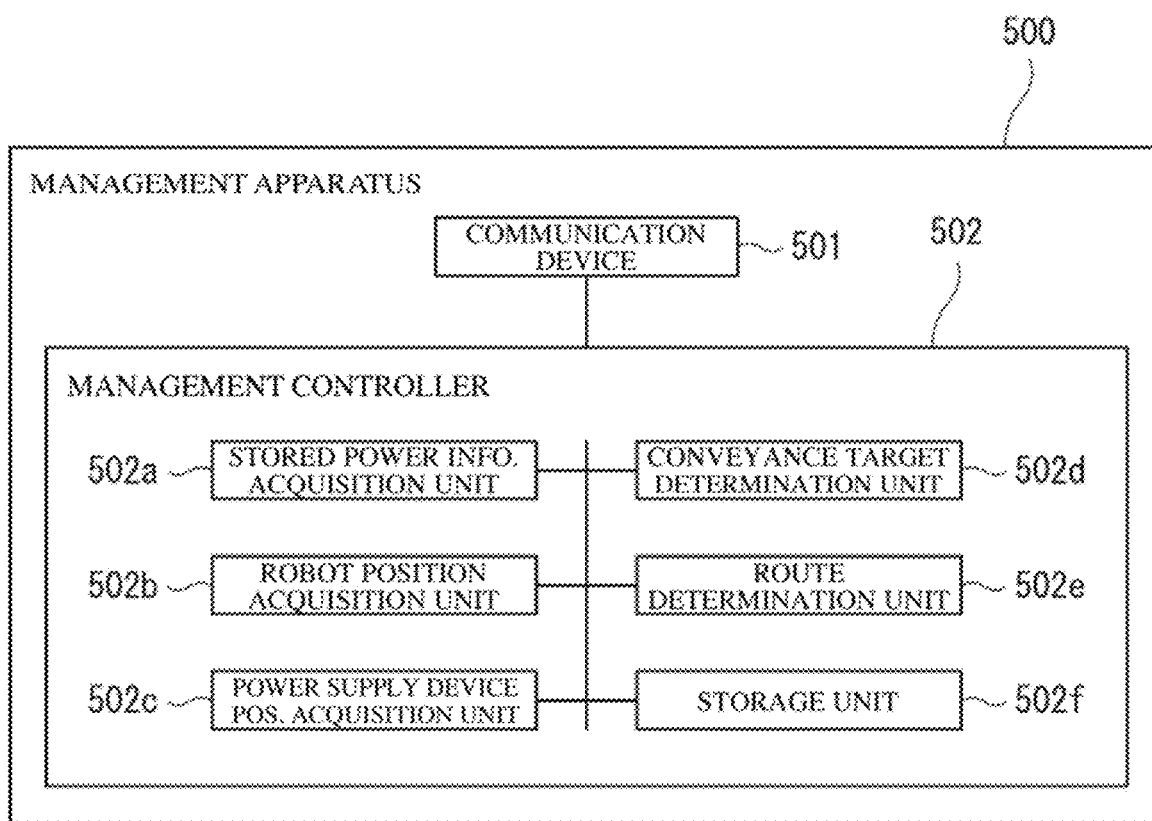 500
MANAGEMENT APPARATUS
COMMUNICATION
DEVICE
501
502
MANAGEMENT CONTROLLER
502a
STORED POWER INFO.
ACQUISITION UNIT
CONVEYANCE TARGET
DETERMINATION UNIT
502d
502b
ROBOT POSITION
ACQUISITION UNIT
ROUTE
DETERMINATION UNIT
502e
502c
POWER SUPPLY DEVICE
POS. ACQUISITION UNIT
STORAGE UNIT
502f